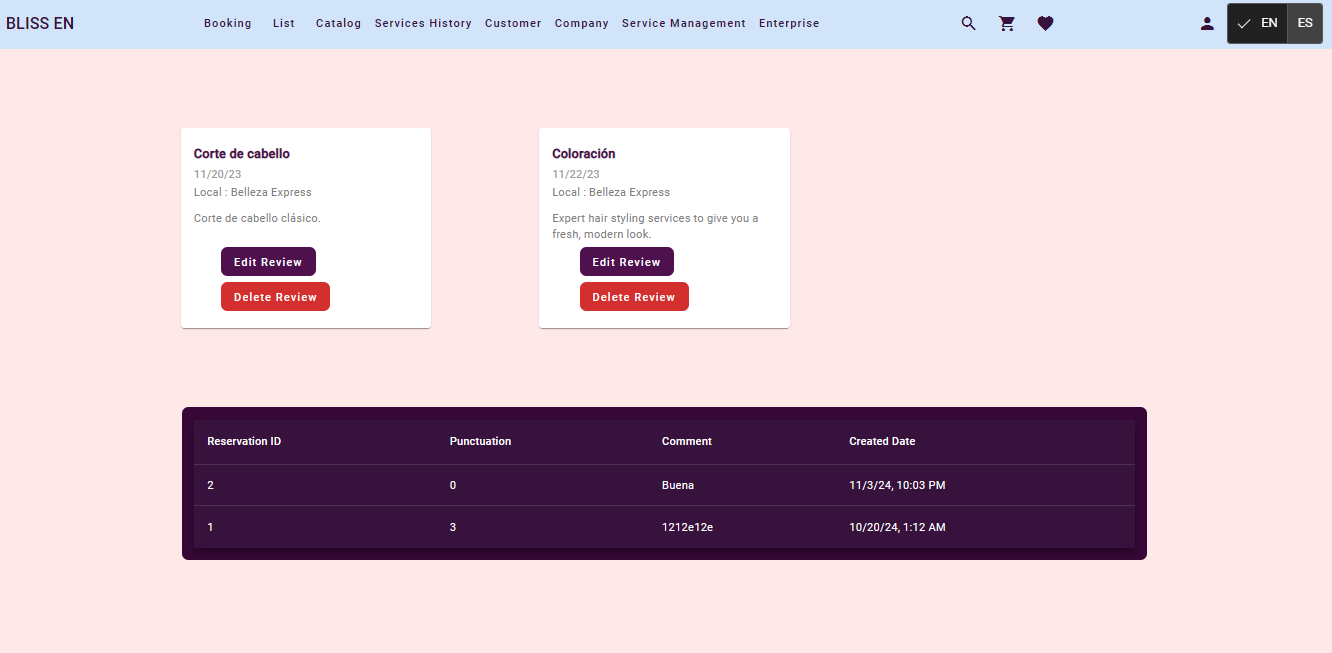 BLISS EN Booking List Catalog Services History Customer Company Service Management Enterprise EN ES
Corte de cabello
11/20/23
Local : Belleza Express
Corte de cabello clásico.
Edit Review
Delete Review
Coloración
11/22/23
Local : Belleza Express
Expert hair styling services to give you a
fresh, modern look.
Edit Review
Delete Review
Reservation ID Punctuation Comment Created Date
2 0 Buena 11/3/24, 10:03 PM
1 3 1212e12e 10/20/24, 1:12 AM